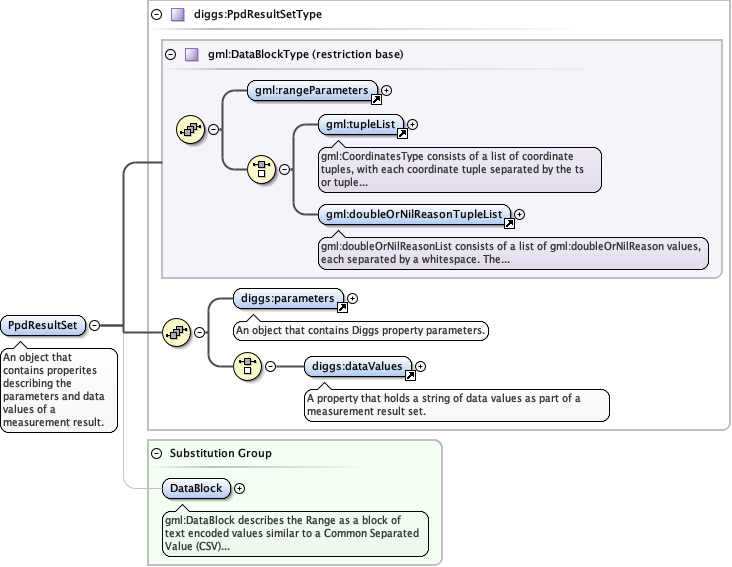 diggs:PpdResultSetType
gml:DataBlockType (restriction base)
gml:rangeParameters
gml:tupleList
gml:CoordinatesType consists of a list of coordinate
tuples, with each coordinate tuple separated by the ts
or tuple...
gml:doubleOrNilReasonTupleList
gml:doubleOrNilReasonList consists of a list of gml:doubleOrNilReason values,
each separated by a whitespace. The...
diggs:parameters
An object that contains Diggs property parameters.
diggs:dataValues
A property that holds a string of data values as part of a
measurement result set.
PpdResultSet
An object that
contains properites
describing the
parameters and data
values of a
measurement result.
Substitution Group
DataBlock
gml:DataBlock describes the Range as a block of
text encoded values similar to a Common Separated
Value (CSV)...